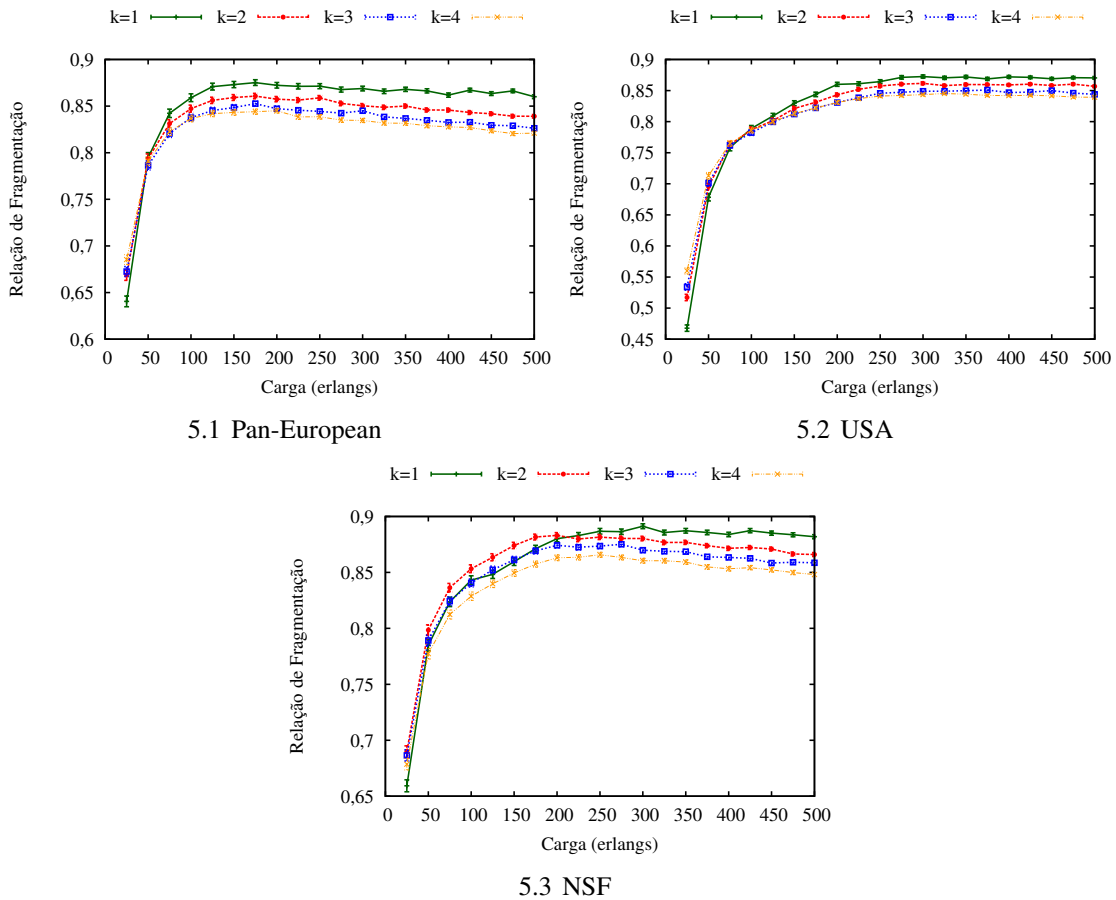 k=1 k=2 k=3 k=4
0,9
0,85
0,8
0,75
0,7
0,65
0,6
Relação de Fragmentação
0 50 100 150 200 250 300 350 400 450 500
Carga (erlangs)
5.1 Pan-European
k=1 k=2 k=3 k=4
0,9
0,85
0,8
0,75
0,7
0,65
0,6
0,55
0,5
0,45
Relação de Fragmentação
0 50 100 150 200 250 300 350 400 450 500
Carga (erlangs)
5.2 USA
k=1 k=2 k=3 k=4
0,9
0,85
0,8
0,75
0,7
0,65
Relação de Fragmentação
0 50 100 150 200 250 300 350 400 450 500
Carga (erlangs)
5.3 NSF